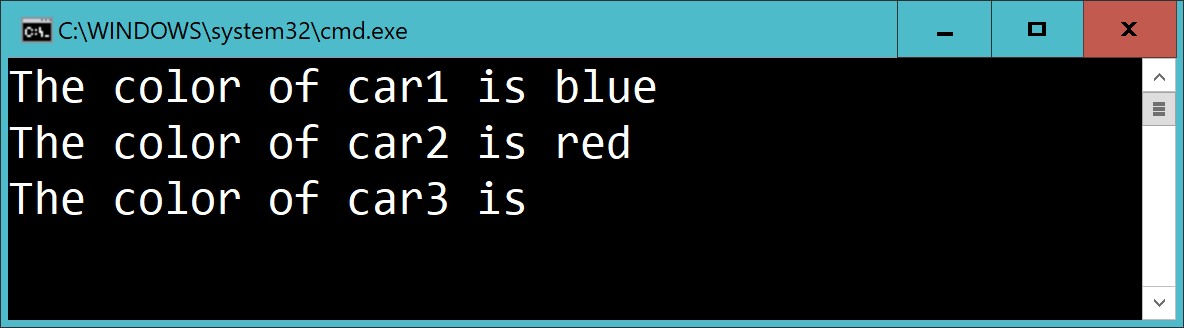 C:\WINDOWS\system32\cmd.exe
The color of car1 is blue
The color of car2 is red
The color of car3 is